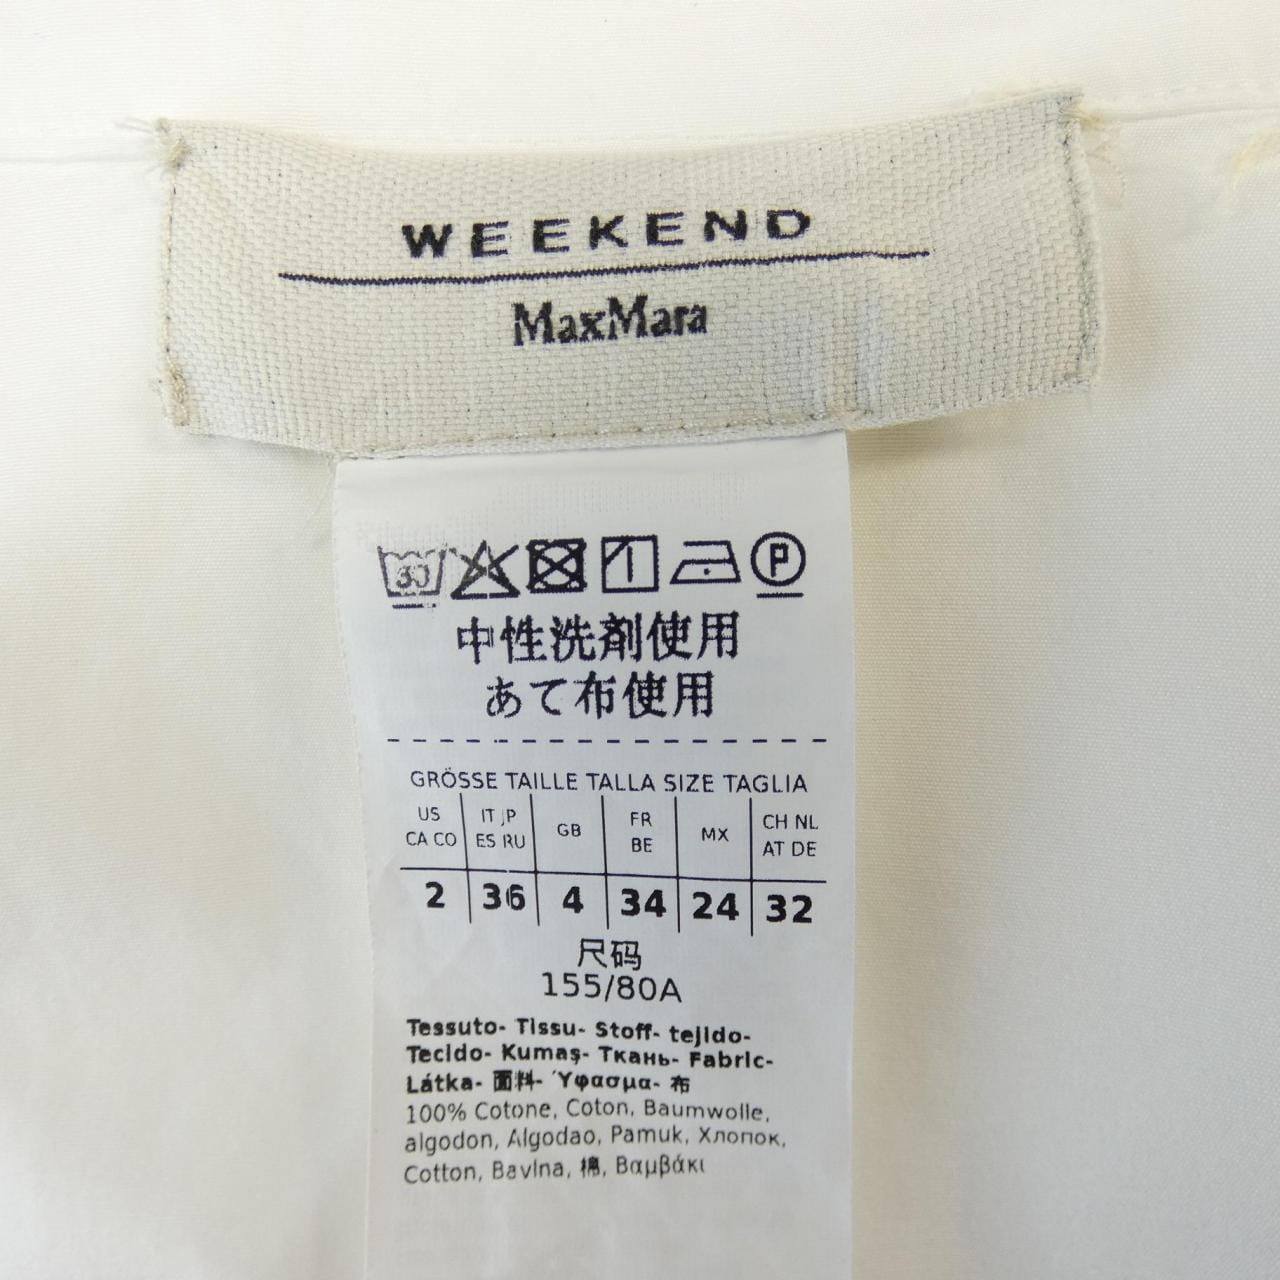 WEEKEND
MaxMara
30 P
中性洗剤使用
あて布使用
GRÖSSE TAILLE TALLA SIZE TAGLIA
US CA CO IT JP ES RU GB FR BE MX CH NL AT DE
2 36 4 34 24 32
尺码
155/80A
Tessuto- Tissu- Stoff- tejido-
Tecido- Kumaş- Ткань- Fabric-
Látka- 面料- Ύφασμα- 布
100% Cotone, Coton, Baumwolle,
algodon, Algodao, Pamuk, Хлопок,
Cotton, Bavlna, 棉, Βαμβάκι